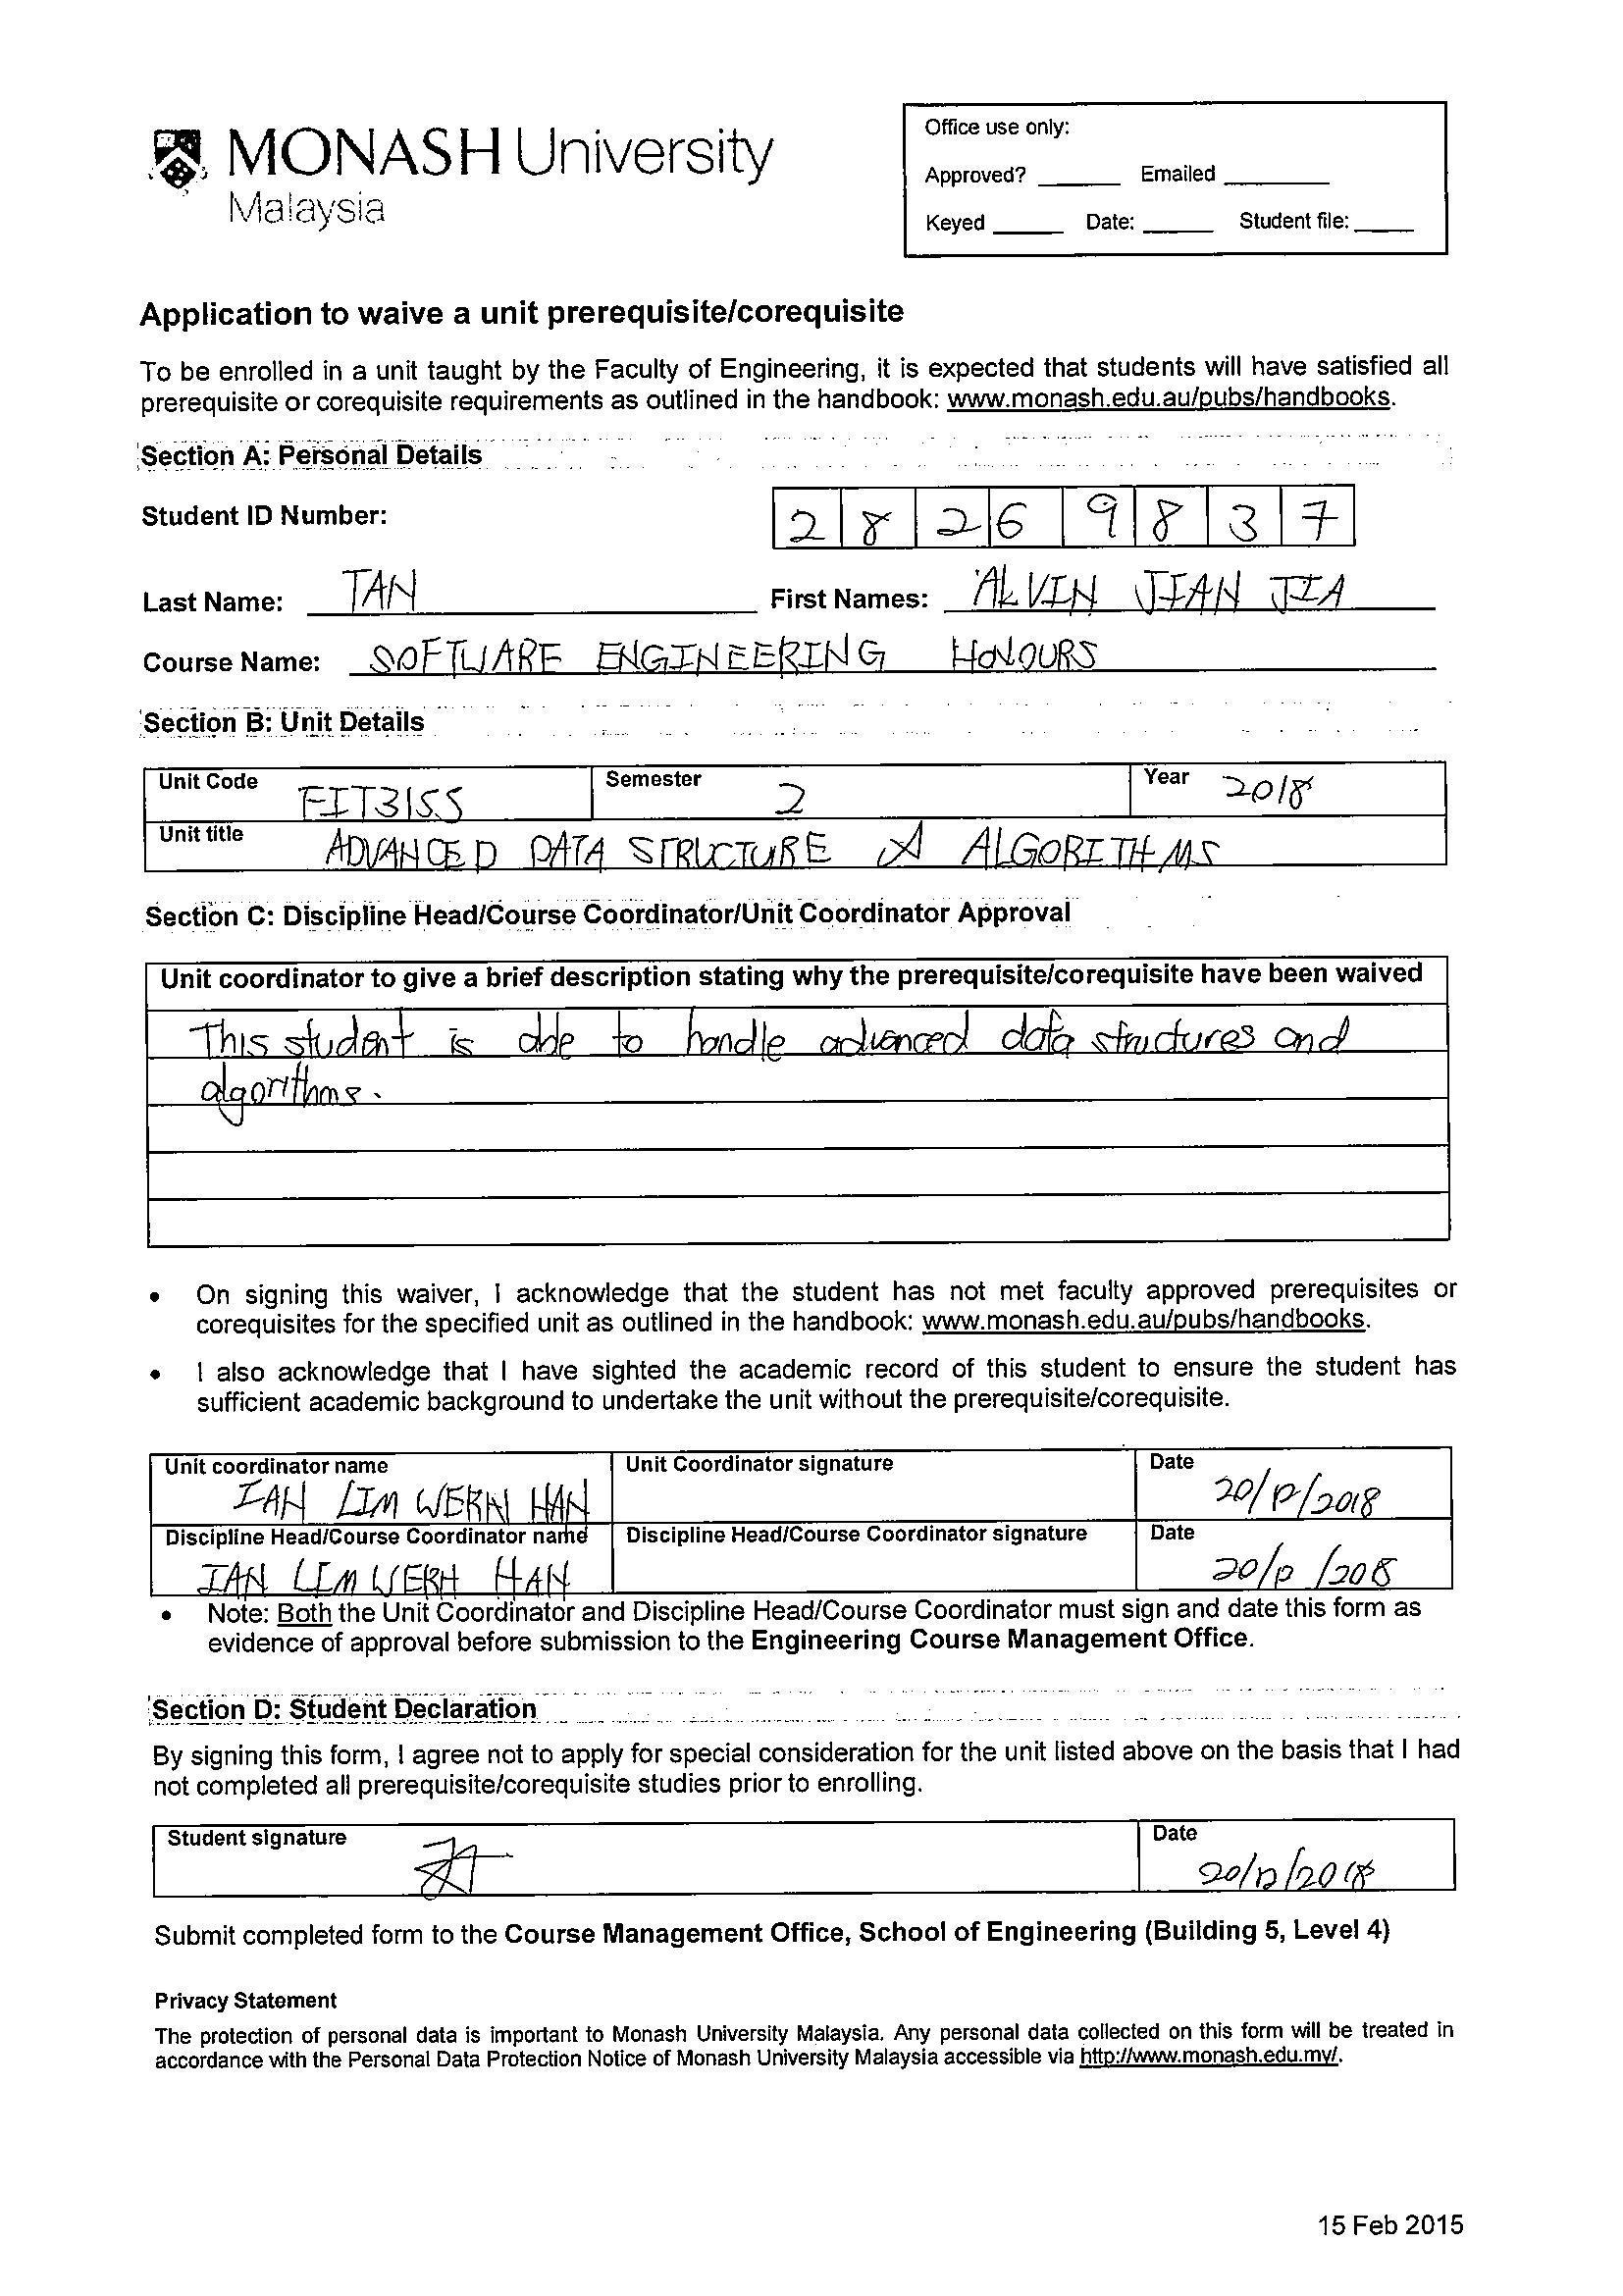 MONASH University
Malaysia
Office use only:
Approved? ______ Emailed ______
Keyed ______ Date: ______ Student file: ______
Application to waive a unit prerequisite/corequisite
To be enrolled in a unit taught by the Faculty of Engineering, it is expected that students will have satisfied all
prerequisite or corequisite requirements as outlined in the handbook: www.monash.edu.au/pubs/handbooks.
Section A: Personal Details
Student ID Number: 2 8 2 6 9 8 3 7
Last Name: TAN First Names: ALVIN JIAN JIA
Course Name: SOFTWARE ENGINEERING HONOURS
Section B: Unit Details
Unit Code FIT3155 Semester 2 Year 2018
Unit title ADVANCED DATA STRUCTURE & ALGORITHMS
Section C: Discipline Head/Course Coordinator/Unit Coordinator Approval
Unit coordinator to give a brief description stating why the prerequisite/corequisite have been waived
This student is able to handle advanced data structures and
algorithms.
• On signing this waiver, I acknowledge that the student has not met faculty approved prerequisites or
corequisites for the specified unit as outlined in the handbook: www.monash.edu.au/pubs/handbooks.
• I also acknowledge that I have sighted the academic record of this student to ensure the student has
sufficient academic background to undertake the unit without the prerequisite/corequisite.
Unit coordinator name Unit Coordinator signature Date
IAN LIM WERN HAN 20/12/2018
Discipline Head/Course Coordinator name Discipline Head/Course Coordinator signature Date
IAN LIM WERN HAN 20/12/2018
• Note: Both the Unit Coordinator and Discipline Head/Course Coordinator must sign and date this form as
evidence of approval before submission to the Engineering Course Management Office.
Section D: Student Declaration
By signing this form, I agree not to apply for special consideration for the unit listed above on the basis that I had
not completed all prerequisite/corequisite studies prior to enrolling.
Student signature Date
20/12/2018
Submit completed form to the Course Management Office, School of Engineering (Building 5, Level 4)
Privacy Statement
The protection of personal data is important to Monash University Malaysia. Any personal data collected on this form will be treated in
accordance with the Personal Data Protection Notice of Monash University Malaysia accessible via http://www.monash.edu.my/.
15 Feb 2015